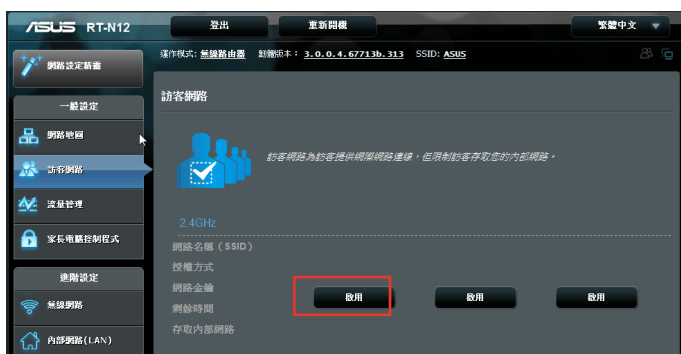 ASUS RT-N12 登出 重新開機 繁體中文
運作模式: 無線路由器 韌體版本: 3.0.0.4.67713b.313 SSID: ASUS
網路設定精靈
訪客網路
一般設定
網路地圖
訪客網路為訪客提供網際網路連線，但限制訪客存取您的內部網路。
訪客網路
流量管理
2.4GHz
家長電腦控制程式
網路名稱 (SSID)
授權方式
進階設定
網路金鑰
啟用 啟用 啟用
無線網路
剩餘時間
存取內部網路
內部網路(LAN)